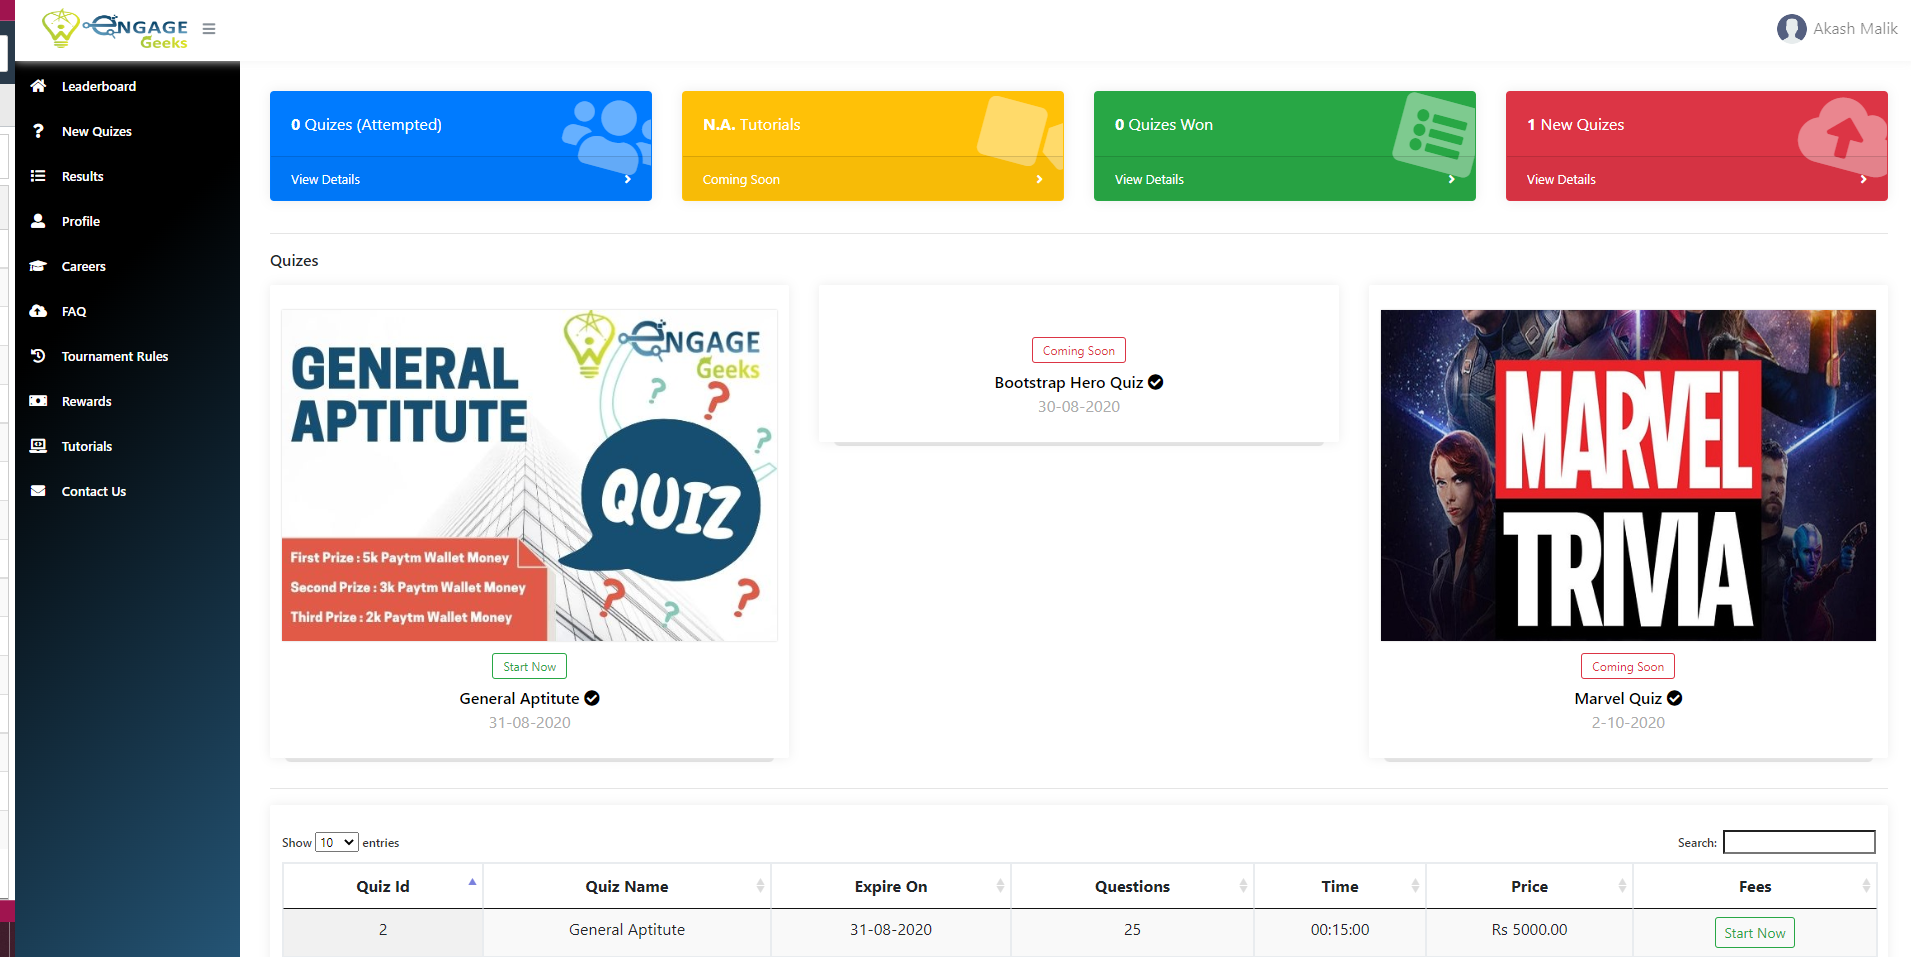 ENGAGE
Geeks
Akash Malik
Leaderboard
New Quizes
Results
Profile
Careers
FAQ
Tournament Rules
Rewards
Tutorials
Contact Us
0 Quizes (Attempted)
View Details
N.A. Tutorials
Coming Soon
0 Quizes Won
View Details
1 New Quizes
View Details
Quizes
ENGAGE
Geeks
GENERAL
APTITUTE
QUIZ
First Prize : 5k Paytm Wallet Money
Second Prize : 3k Paytm Wallet Money
Third Prize : 2k Paytm Wallet Money
Start Now
General Aptitute
31-08-2020
Coming Soon
Bootstrap Hero Quiz
30-08-2020
MARVEL
TRIVIA
Coming Soon
Marvel Quiz
2-10-2020
Show 10 entries
Search:
Quiz Id Quiz Name Expire On Questions Time Price Fees
2 General Aptitute 31-08-2020 25 00:15:00 Rs 5000.00 Start Now